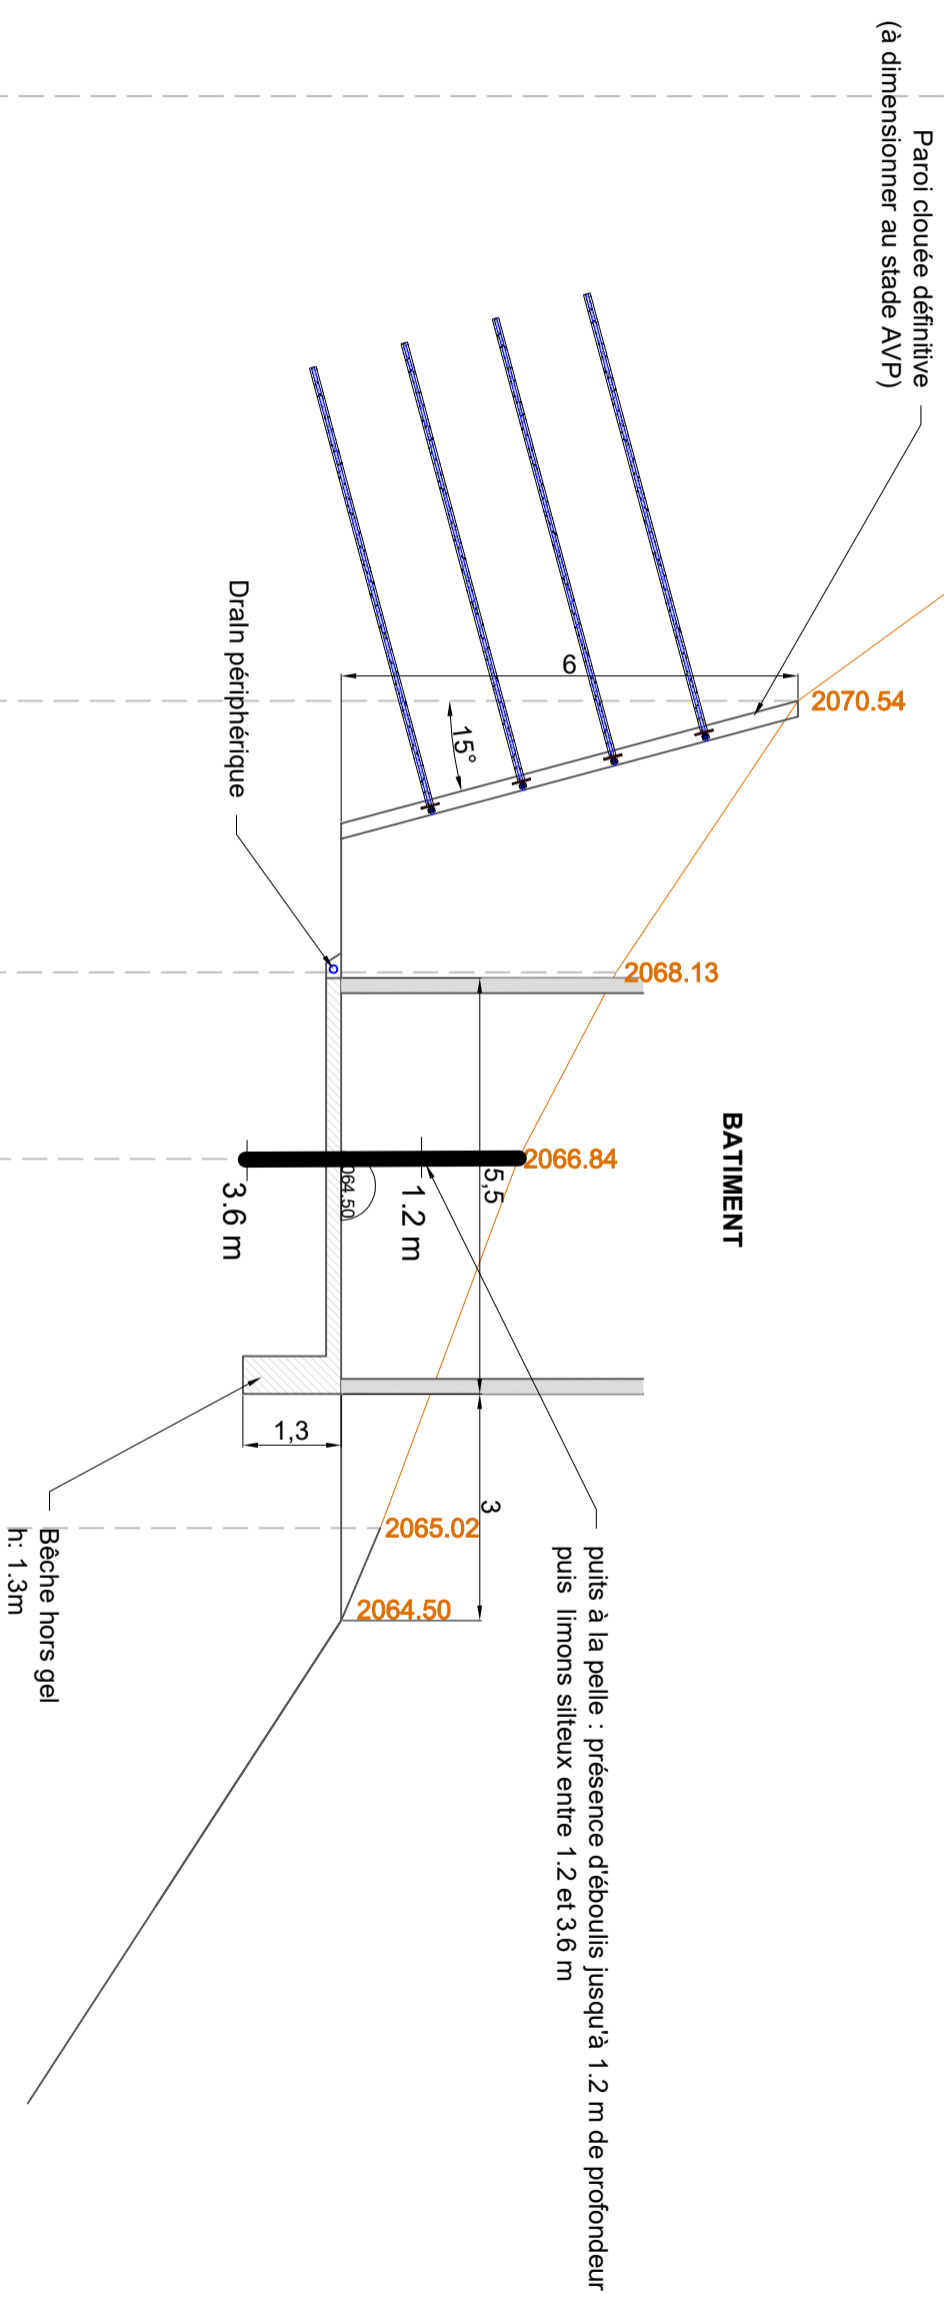 Paroi clouée définitive
(à dimensionner au stade AVP)
6
2070.54
15°
Drain périphérique
2068.13
BATIMENT
2066.84
5,5
064.50
1.2 m
3.6 m
1,3
3
2065.02
2064.50
puits à la pelle : présence d'éboulis jusqu'à 1.2 m de profondeur
puis limons silteux entre 1.2 et 3.6 m
Bêche hors gel
h: 1.3m